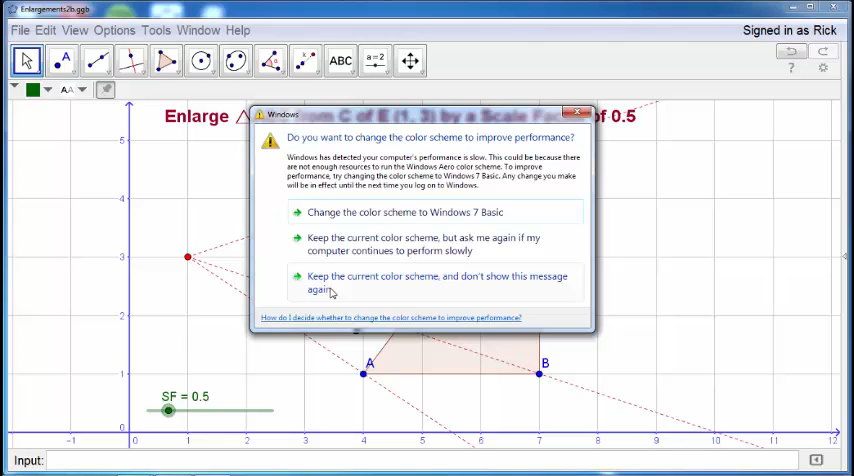 Enlargements2b.ggb
File Edit View Options Tools Window Help
Signed in as Rick
A
ABC
a=2
?
AA
Enlarge △ from C of E (1, 3) by a Scale Factor of 0.5
Windows
Do you want to change the color scheme to improve performance?
Windows has detected your computer's performance is slow. This could be because there
are not enough resources to run the Windows Aero color scheme. To improve
performance, try changing the color scheme to Windows 7 Basic. Any change you make
will be in effect until the next time you log on to Windows.
Change the color scheme to Windows 7 Basic
Keep the current color scheme, but ask me again if my
computer continues to perform slowly
Keep the current color scheme, and don't show this message
again
How do I decide whether to change the color scheme to improve performance?
5
4
3
2
1
0
A
B
SF = 0.5
-1 0 1 2 3 4 5 6 7 8 9 10 11 12
Input: